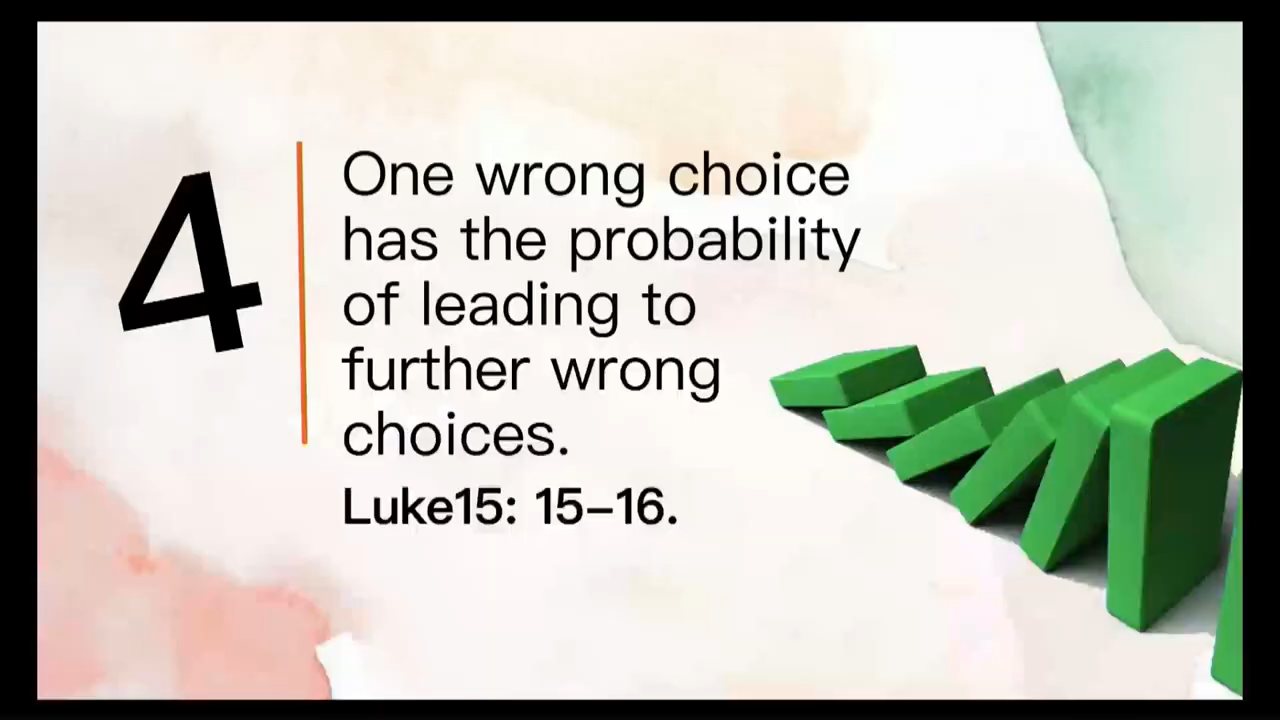 4
One wrong choice
has the probability
of leading to
further wrong
choices.
Luke15: 15–16.